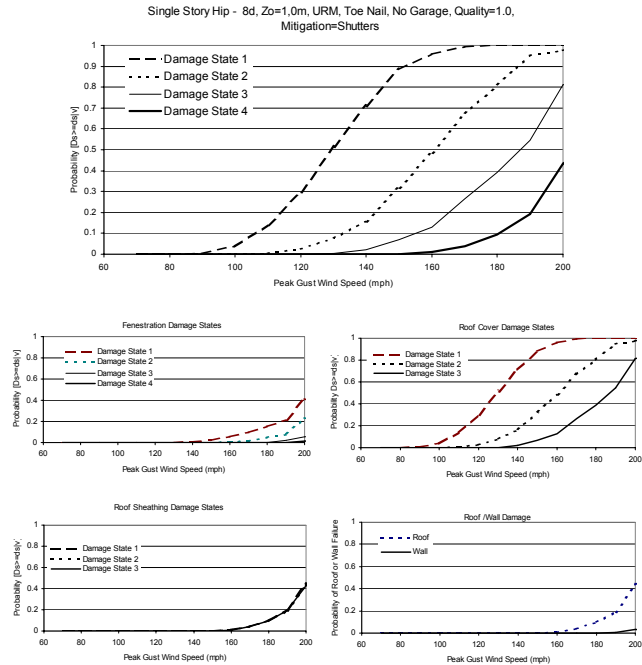 Single Story Hip - 8d, Zo=1,0m, URM, Toe Nail, No Garage, Quality=1.0,
Mitigation=Shutters
Probability [Ds>=ds|v]
1
0.9
0.8
0.7
0.6
0.5
0.4
0.3
0.2
0.1
0
Damage State 1
Damage State 2
Damage State 3
Damage State 4
60 80 100 120 140 160 180 200
Peak Gust Wind Speed (mph)
Fenestration Damage States
Probability [Ds>=ds|v]
1
0.8
0.6
0.4
0.2
0
Damage State 1
Damage State 2
Damage State 3
Damage State 4
60 80 100 120 140 160 180 200
Peak Gust Wind Speed (mph)
Roof Cover Damage States
Probability Ds>=ds|v
1
0.8
0.6
0.4
0.2
0
Damage State 1
Damage State 2
Damage State 3
60 80 100 120 140 160 180 200
Peak Gust Wind Speed (mph)
Roof Sheathing Damage States
Probability [Ds>=ds|v
1
0.8
0.6
0.4
0.2
0
Damage State 1
Damage State 2
Damage State 3
60 80 100 120 140 160 180 200
Peak Gust Wind Speed (mph)
Roof /Wall Damage
Probability of Roof or Wall Failure
1
0.8
0.6
0.4
0.2
0
Roof
Wall
60 80 100 120 140 160 180 200
Peak Gust Wind Speed (mph)